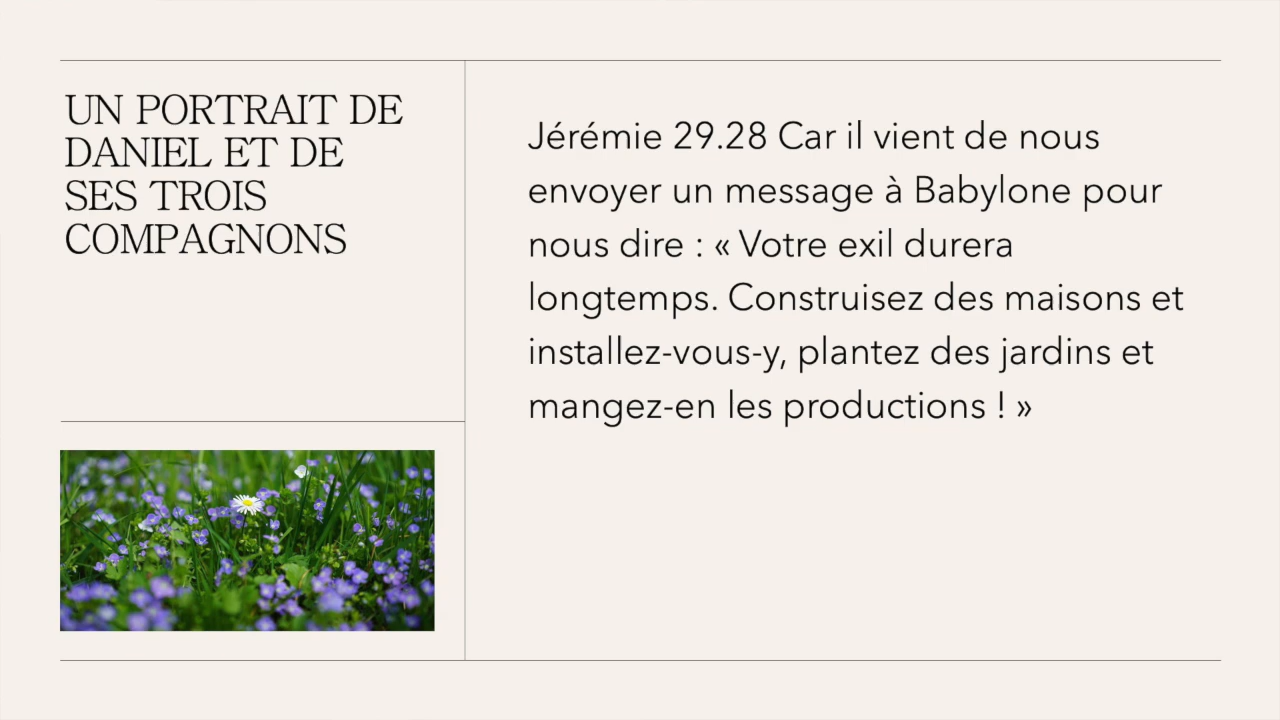 UN PORTRAIT DE
DANIEL ET DE
SES TROIS
COMPAGNONS
Jérémie 29.28 Car il vient de nous
envoyer un message à Babylone pour
nous dire : « Votre exil durera
longtemps. Construisez des maisons et
installez-vous-y, plantez des jardins et
mangez-en les productions ! »